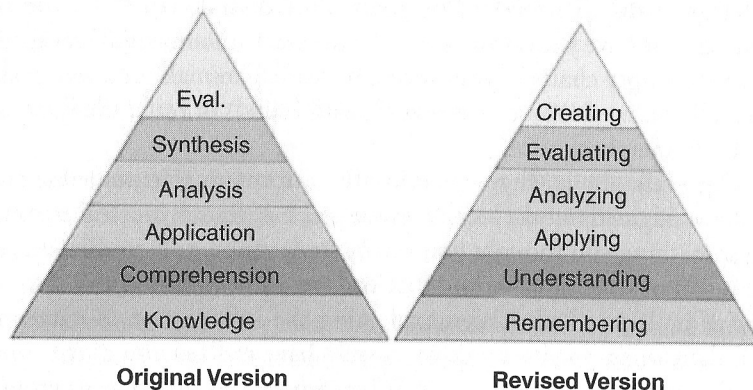 Eval.
Synthesis
Analysis
Application
Comprehension
Knowledge
Original Version
Creating
Evaluating
Analyzing
Applying
Understanding
Remembering
Revised Version